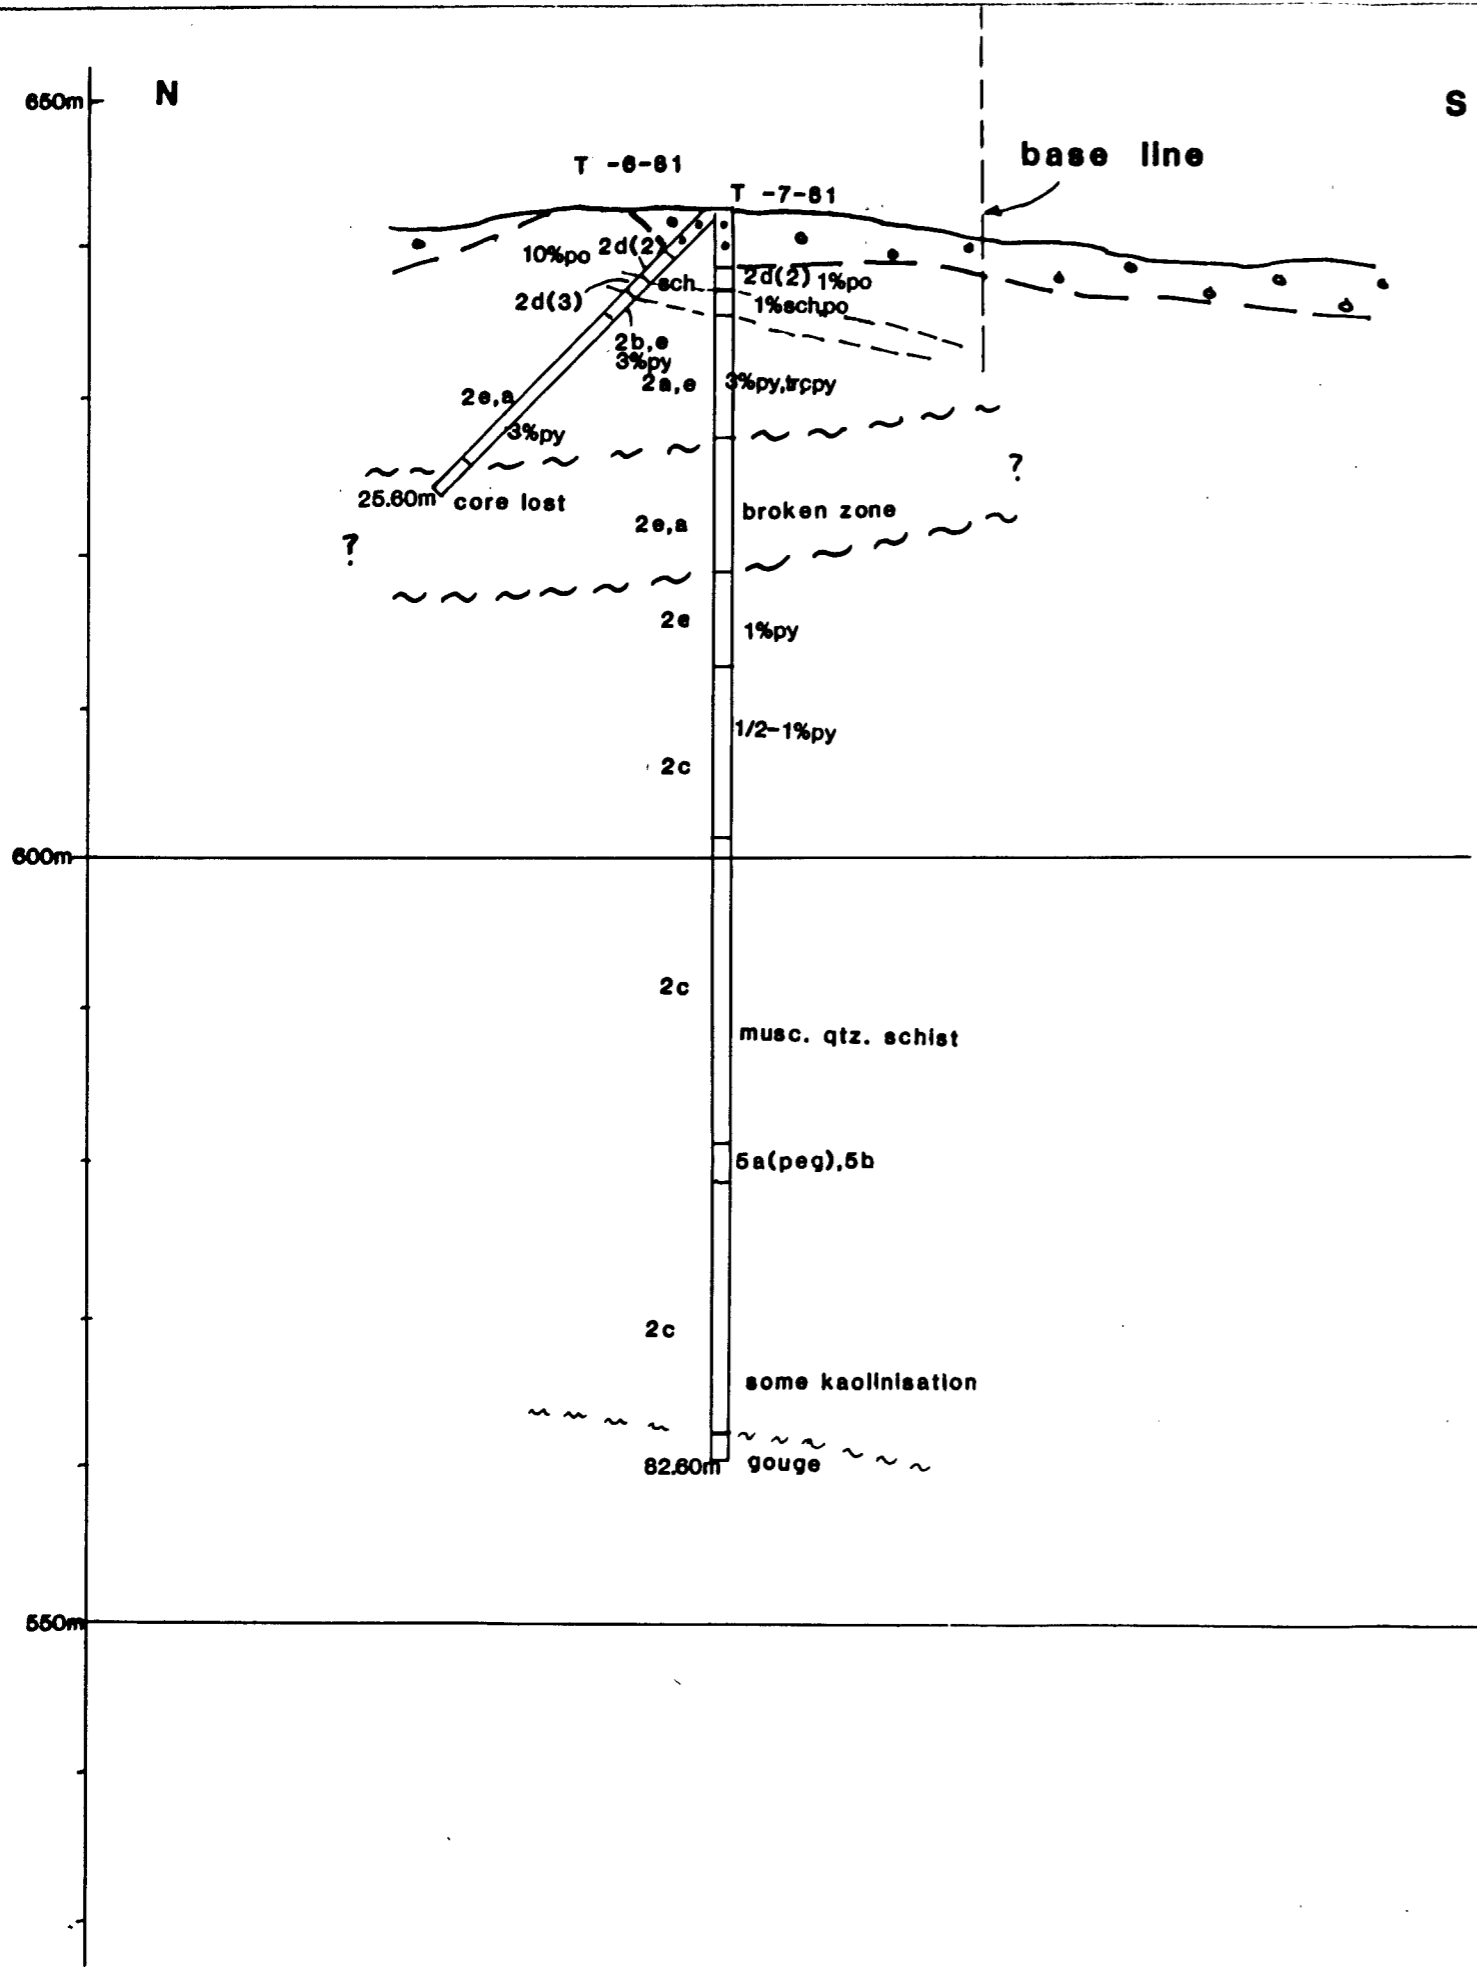 650m
N
S
base line
T -6-81
T -7-81
10%po
2d(2)
sch
2d(2) 1%po
2d(3)
1%sch,po
2b,e
3%py
2a,e
3%py,trcpy
2e,a
3%py
?
25.60m
core lost
2e,a
broken zone
?
2e
1%py
1/2-1%py
2c
600m
2c
musc. qtz. schist
5a(peg),5b
2c
some kaolinisation
82.60m
gouge
550m